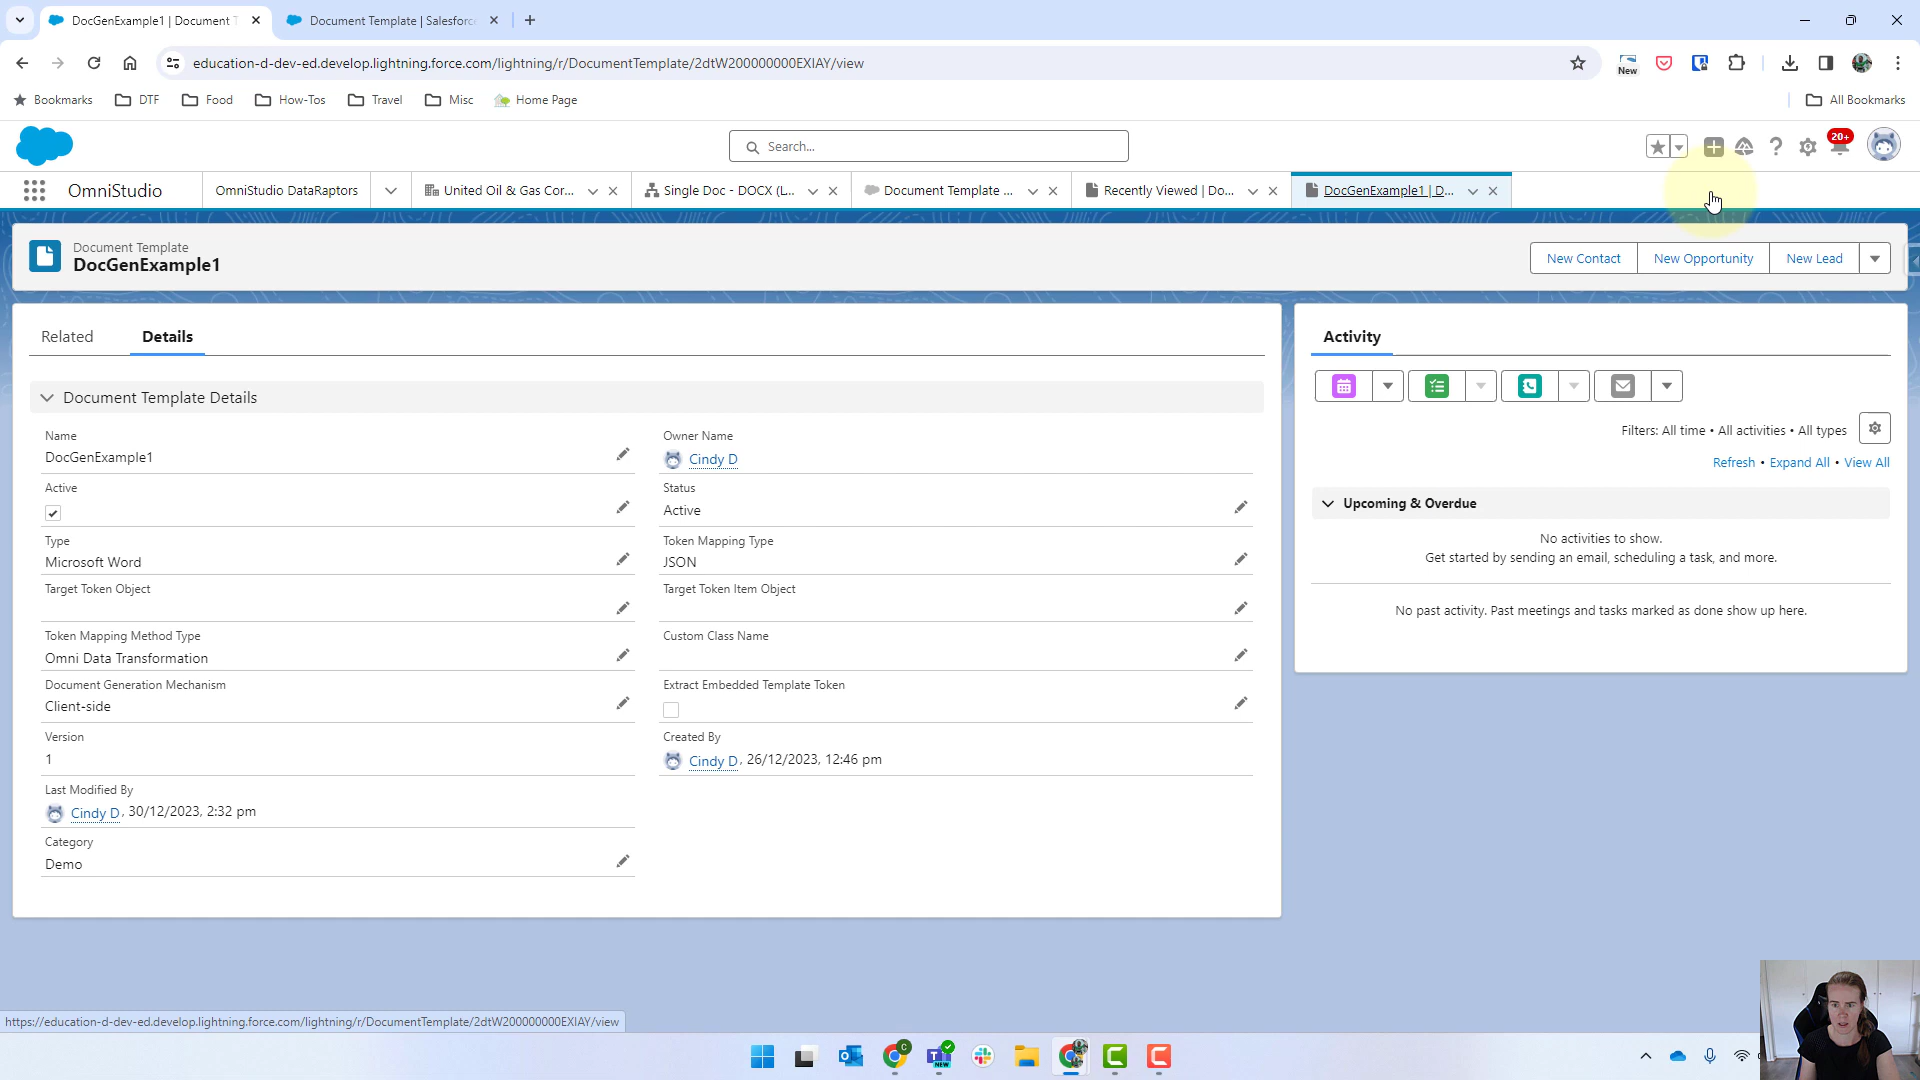 DocGenExample1 | Document T
Document Template | Salesforce
education-d-dev-ed.develop.lightning.force.com/lightning/r/DocumentTemplate/2dtW200000000EXIAY/view
New
Bookmarks
DTF
Food
How-Tos
Travel
Misc
Home Page
All Bookmarks
Search...
20+
OmniStudio
OmniStudio DataRaptors
United Oil & Gas Cor...
Single Doc - DOCX (L...
Document Template ...
Recently Viewed | Do...
DocGenExample1 | D...
Document Template
DocGenExample1
New Contact
New Opportunity
New Lead
Related
Details
Document Template Details
Name
DocGenExample1
Owner Name
Cindy D
Active
Status
Active
Type
Microsoft Word
Token Mapping Type
JSON
Target Token Object
Target Token Item Object
Token Mapping Method Type
Omni Data Transformation
Custom Class Name
Document Generation Mechanism
Client-side
Extract Embedded Template Token
Version
1
Created By
Cindy D, 26/12/2023, 12:46 pm
Last Modified By
Cindy D, 30/12/2023, 2:32 pm
Category
Demo
Activity
Filters: All time • All activities • All types
Refresh • Expand All • View All
Upcoming & Overdue
No activities to show.
Get started by sending an email, scheduling a task, and more.
No past activity. Past meetings and tasks marked as done show up here.
https://education-d-dev-ed.develop.lightning.force.com/lightning/r/DocumentTemplate/2dtW200000000EXIAY/view
C
NEW